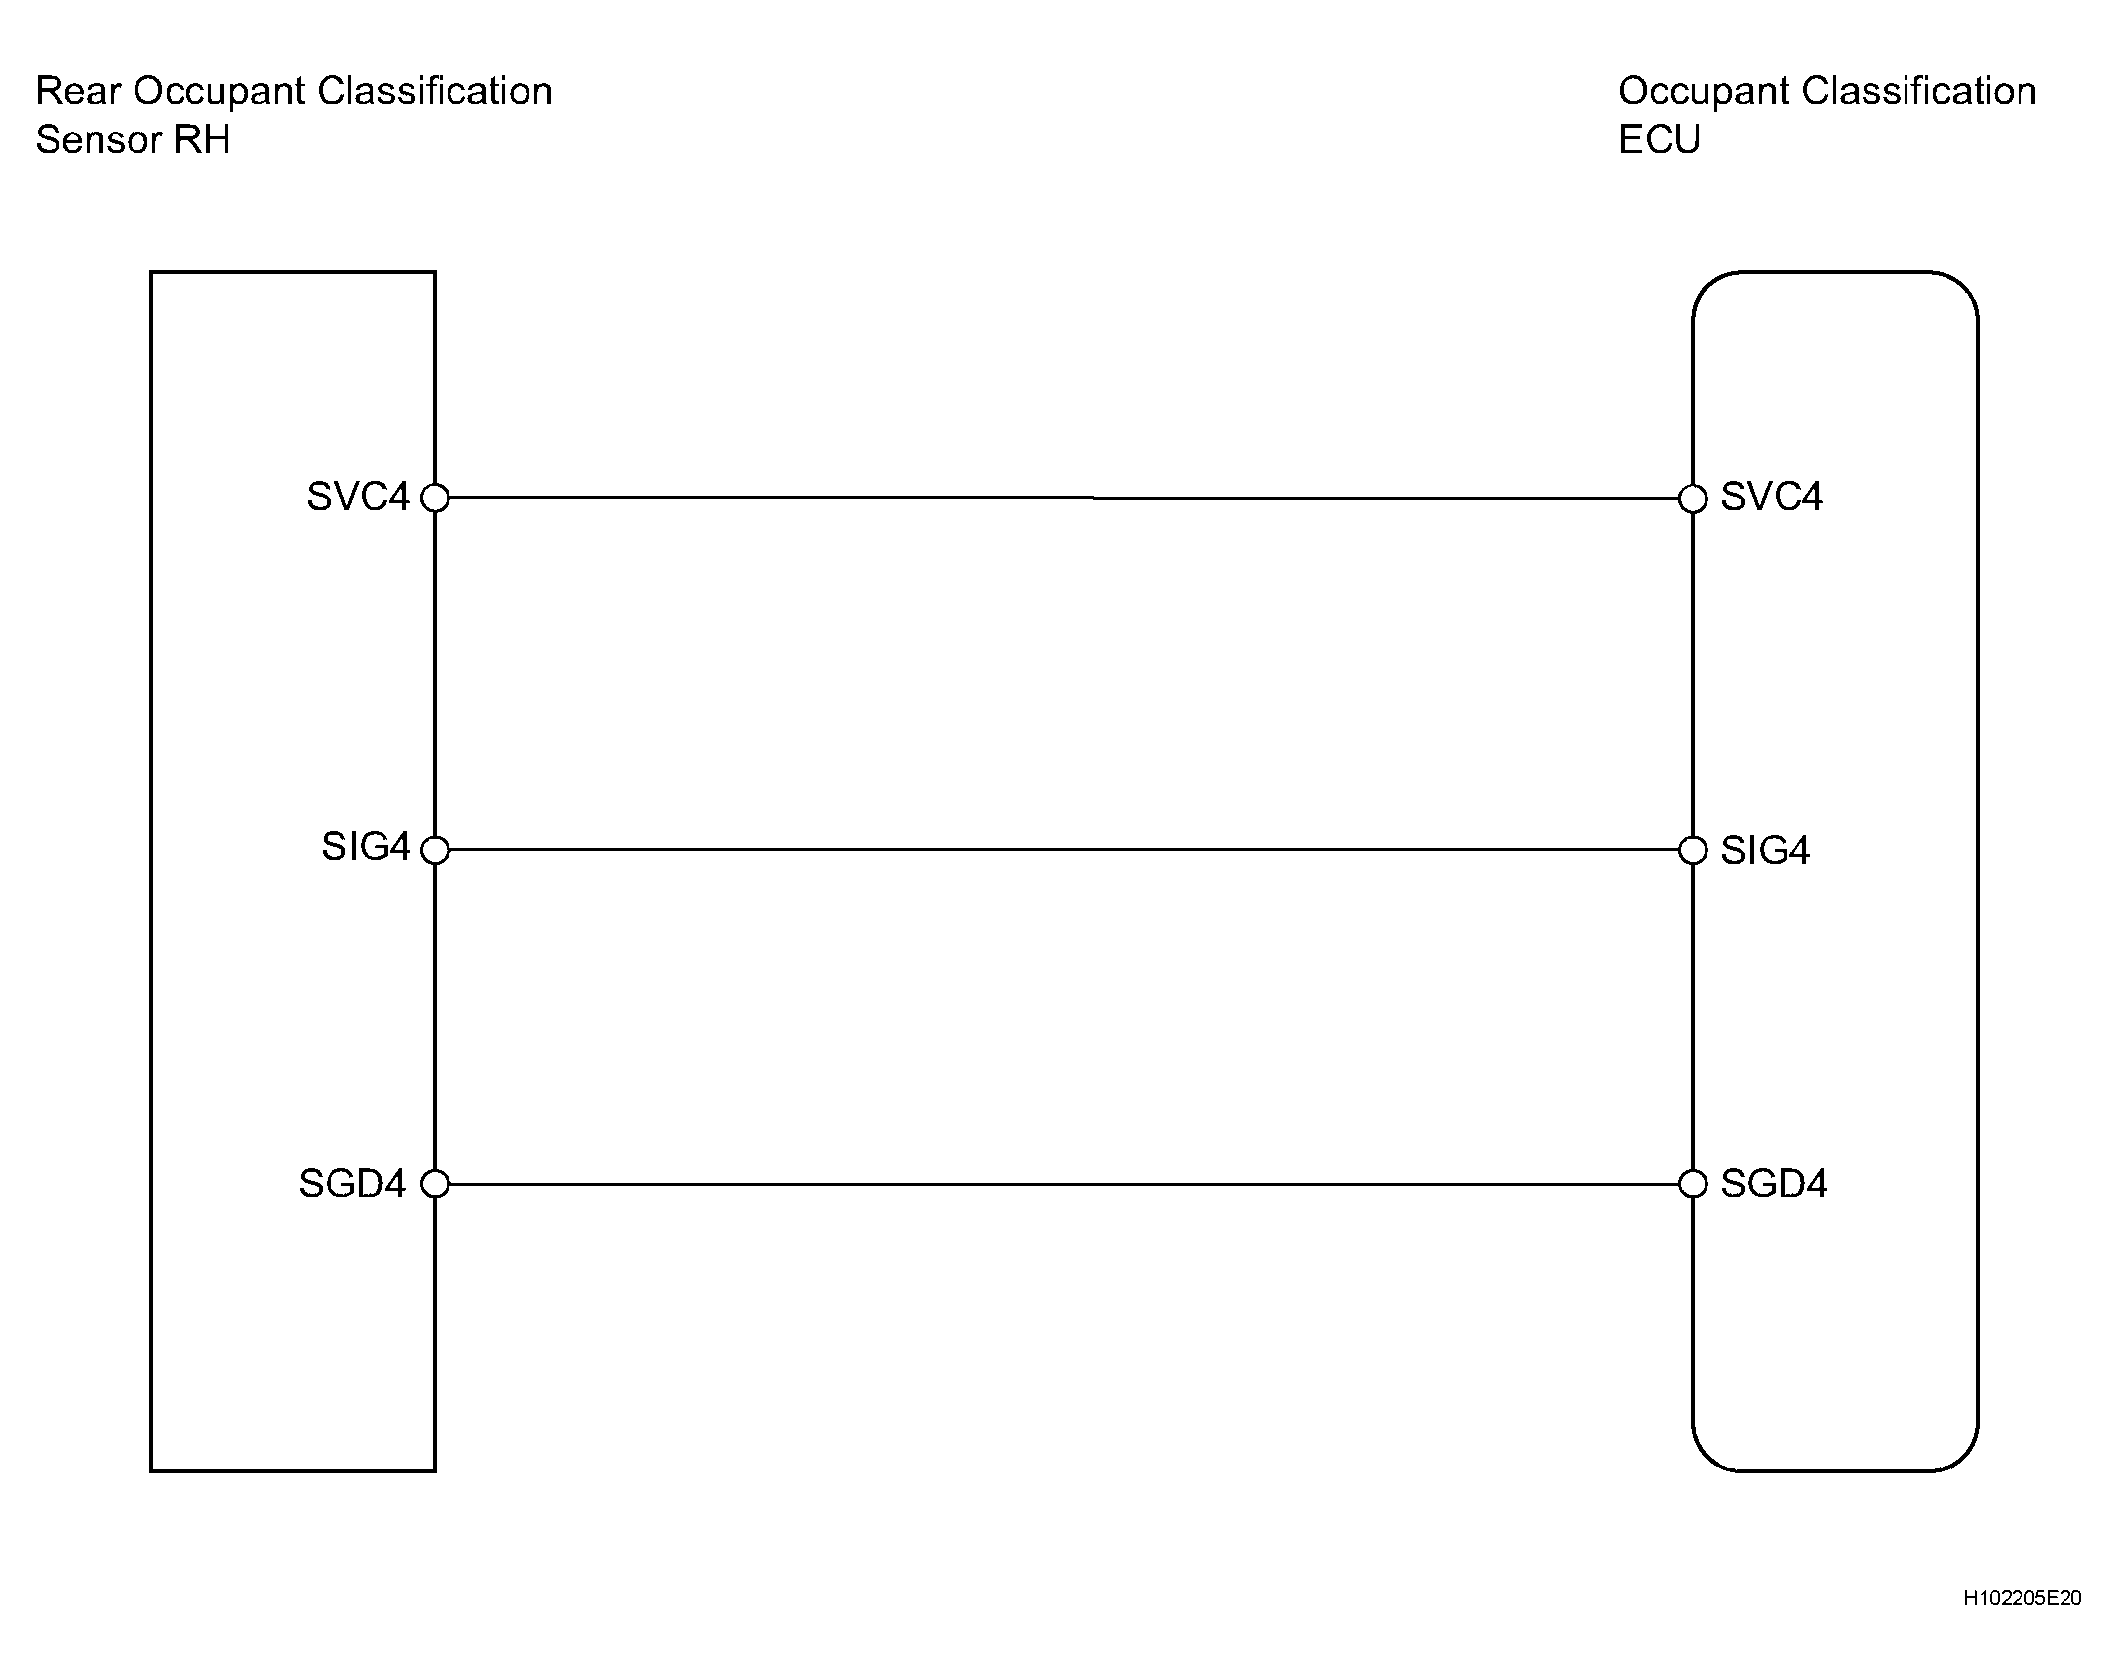 Rear Occupant Classification
Sensor RH
Occupant Classification
ECU
SVC4
SVC4
SIG4
SIG4
SGD4
SGD4
H102205E20